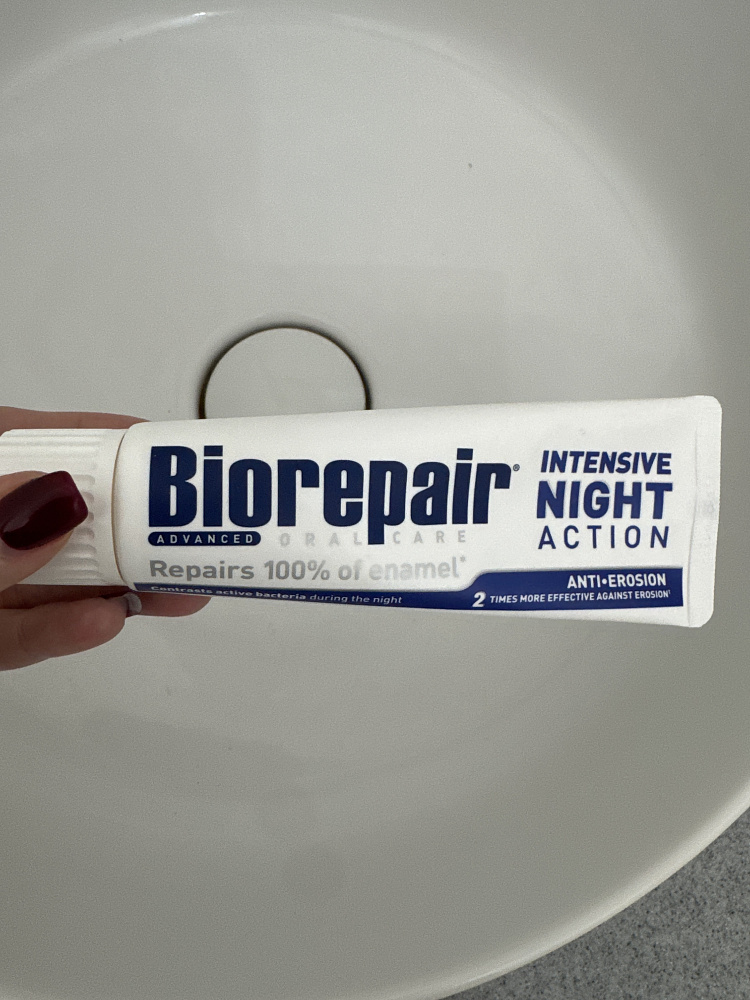 Biorepair®
ADVANCED ORAL CARE
Repairs 100% of enamel*
Contrasts active bacteria during the night
INTENSIVE
NIGHT
ACTION
ANTI•EROSION
2 TIMES MORE EFFECTIVE AGAINST EROSION¹